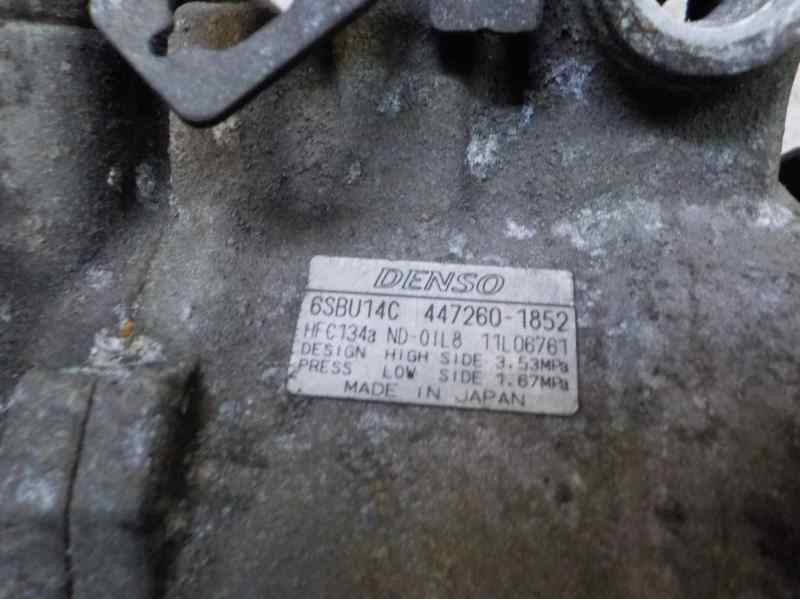 DENSO
6SBU14C 447260-1852
HFC134a ND-OIL8 11L06761
DESIGN HIGH SIDE 3.53MPa
PRESS LOW SIDE 1.67MPa
MADE IN JAPAN